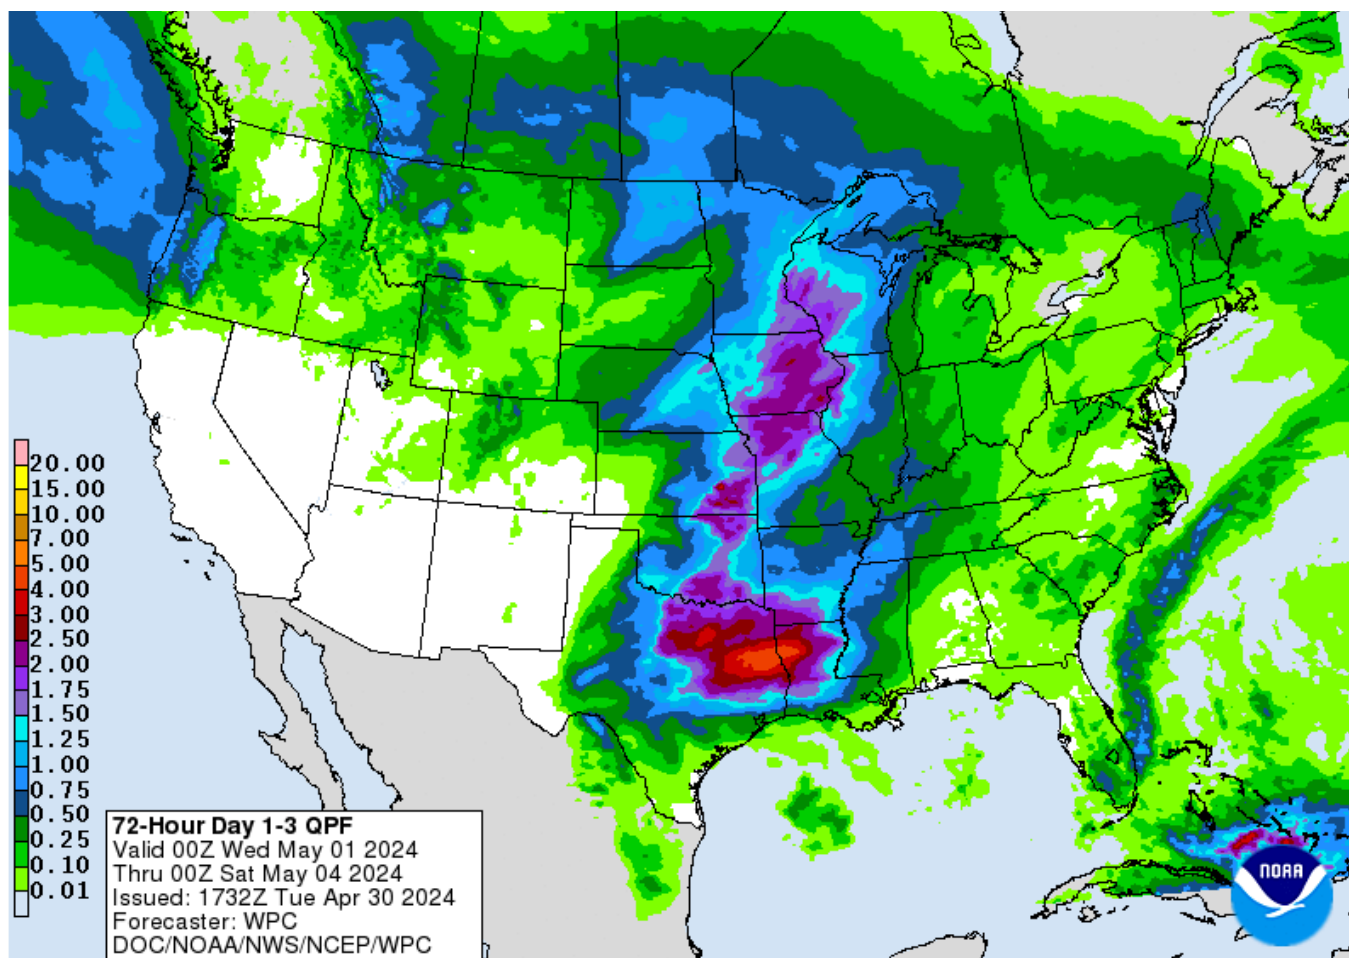 20.00
15.00
10.00
7.00
5.00
4.00
3.00
2.50
2.00
1.75
1.50
1.25
1.00
0.75
0.50
0.25
0.10
0.01
72-Hour Day 1-3 QPF
Valid 00Z Wed May 01 2024
Thru 00Z Sat May 04 2024
Issued: 1732Z Tue Apr 30 2024
Forecaster: WPC
DOC/NOAA/NWS/NCEP/WPC
NOAA